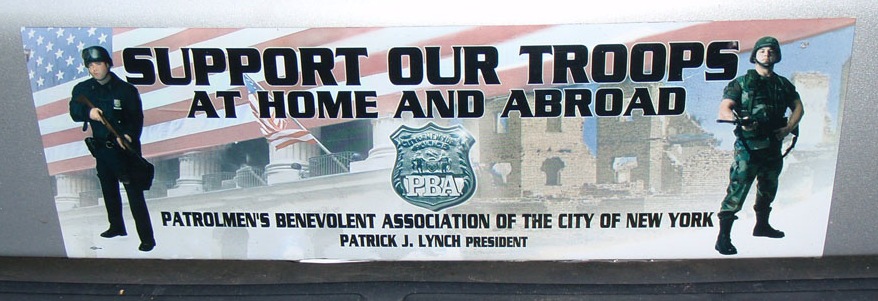 SUPPORT OUR TROOPS
AT HOME AND ABROAD
POLICE
PBA
PATROLMEN'S BENEVOLENT ASSOCIATION OF THE CITY OF NEW YORK
PATRICK J. LYNCH PRESIDENT